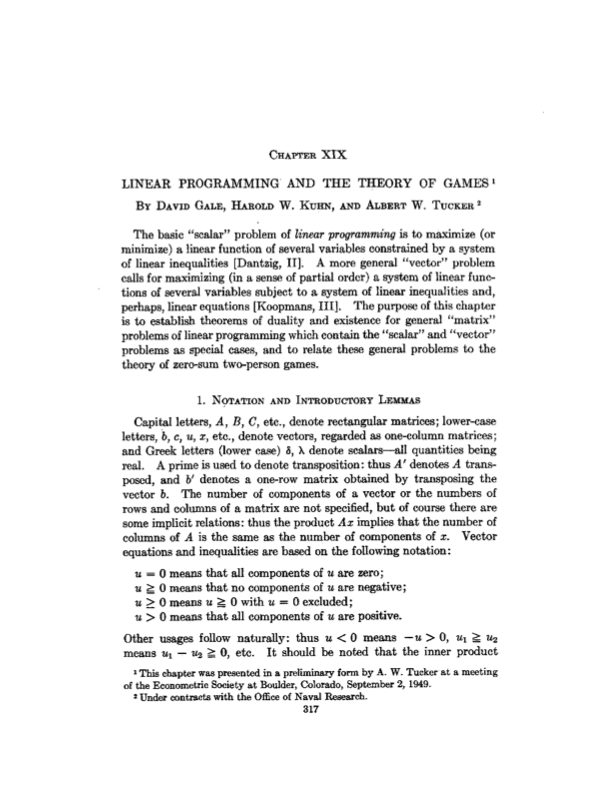 CHAPTER XIX
LINEAR PROGRAMMING AND THE THEORY OF GAMES ¹
BY DAVID GALE, HAROLD W. KUHN, AND ALBERT W. TUCKER ²
The basic "scalar" problem of linear programming is to maximize (or
minimize) a linear function of several variables constrained by a system
of linear inequalities [Dantzig, II]. A more general "vector" problem
calls for maximizing (in a sense of partial order) a system of linear func-
tions of several variables subject to a system of linear inequalities and,
perhaps, linear equations [Koopmans, III]. The purpose of this chapter
is to establish theorems of duality and existence for general "matrix"
problems of linear programming which contain the "scalar" and "vector"
problems as special cases, and to relate these general problems to the
theory of zero-sum two-person games.
1. NOTATION AND INTRODUCTORY LEMMAS
Capital letters, A, B, C, etc., denote rectangular matrices; lower-case
letters, b, c, u, x, etc., denote vectors, regarded as one-column matrices;
and Greek letters (lower case) δ, λ denote scalars—all quantities being
real. A prime is used to denote transposition: thus A′ denotes A trans-
posed, and b′ denotes a one-row matrix obtained by transposing the
vector b. The number of components of a vector or the numbers of
rows and columns of a matrix are not specified, but of course there are
some implicit relations: thus the product Ax implies that the number of
columns of A is the same as the number of components of x. Vector
equations and inequalities are based on the following notation:
u = 0 means that all components of u are zero;
u ≧ 0 means that no components of u are negative;
u ≥ 0 means u ≧ 0 with u = 0 excluded;
u > 0 means that all components of u are positive.
Other usages follow naturally: thus u < 0 means −u > 0, u₁ ≧ u₂
means u₁ − u₂ ≧ 0, etc. It should be noted that the inner product
¹ This chapter was presented in a preliminary form by A. W. Tucker at a meeting
of the Econometric Society at Boulder, Colorado, September 2, 1949.
² Under contracts with the Office of Naval Research.
317